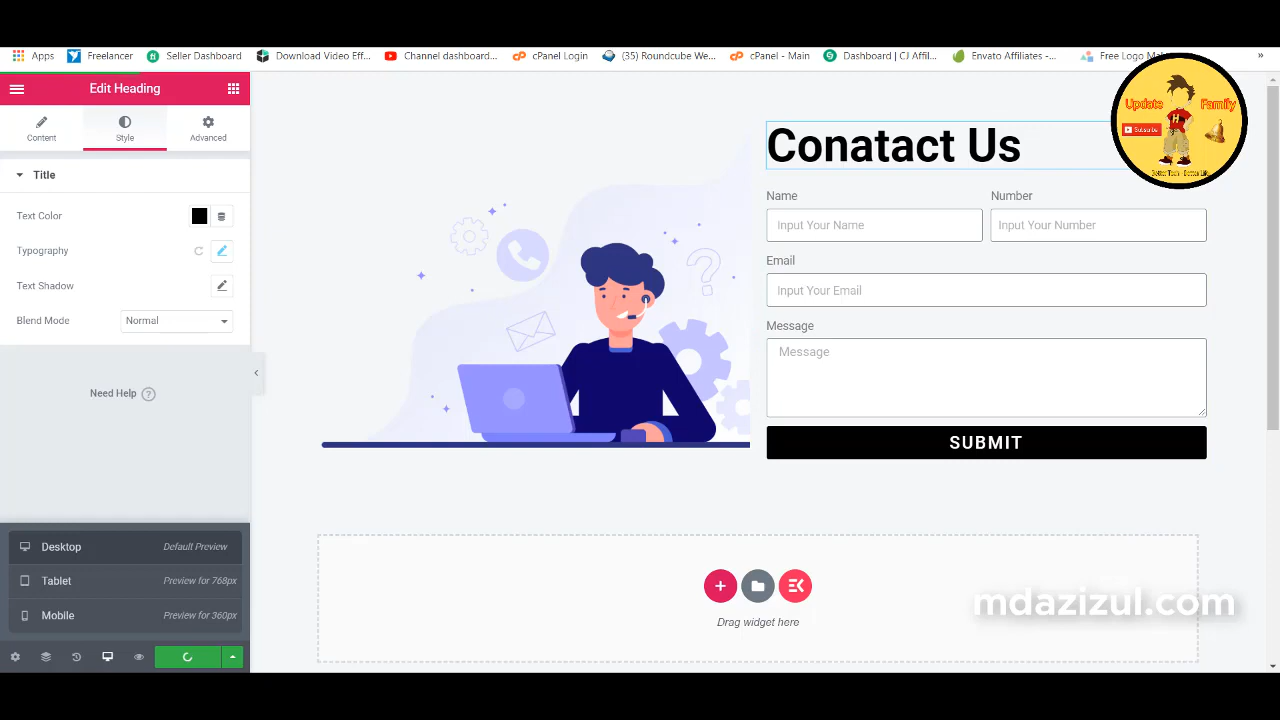 Apps Freelancer Seller Dashboard Download Video Eff... Channel dashboard... cPanel Login (35) Roundcube We... cPanel - Main Dashboard | CJ Affil... Envato Affiliates -... Free Logo Ma
»
Edit Heading
Content Style Advanced
Title
Text Color
Typography
Text Shadow
Blend Mode Normal
Need Help ?
Desktop Default Preview
Tablet Preview for 768px
Mobile Preview for 360px
Update Family
Subscribe
H
Conatact Us
Name Number
Input Your Name Input Your Number
Email
Input Your Email
Message
Message
SUBMIT
Drag widget here
mdazizul.com